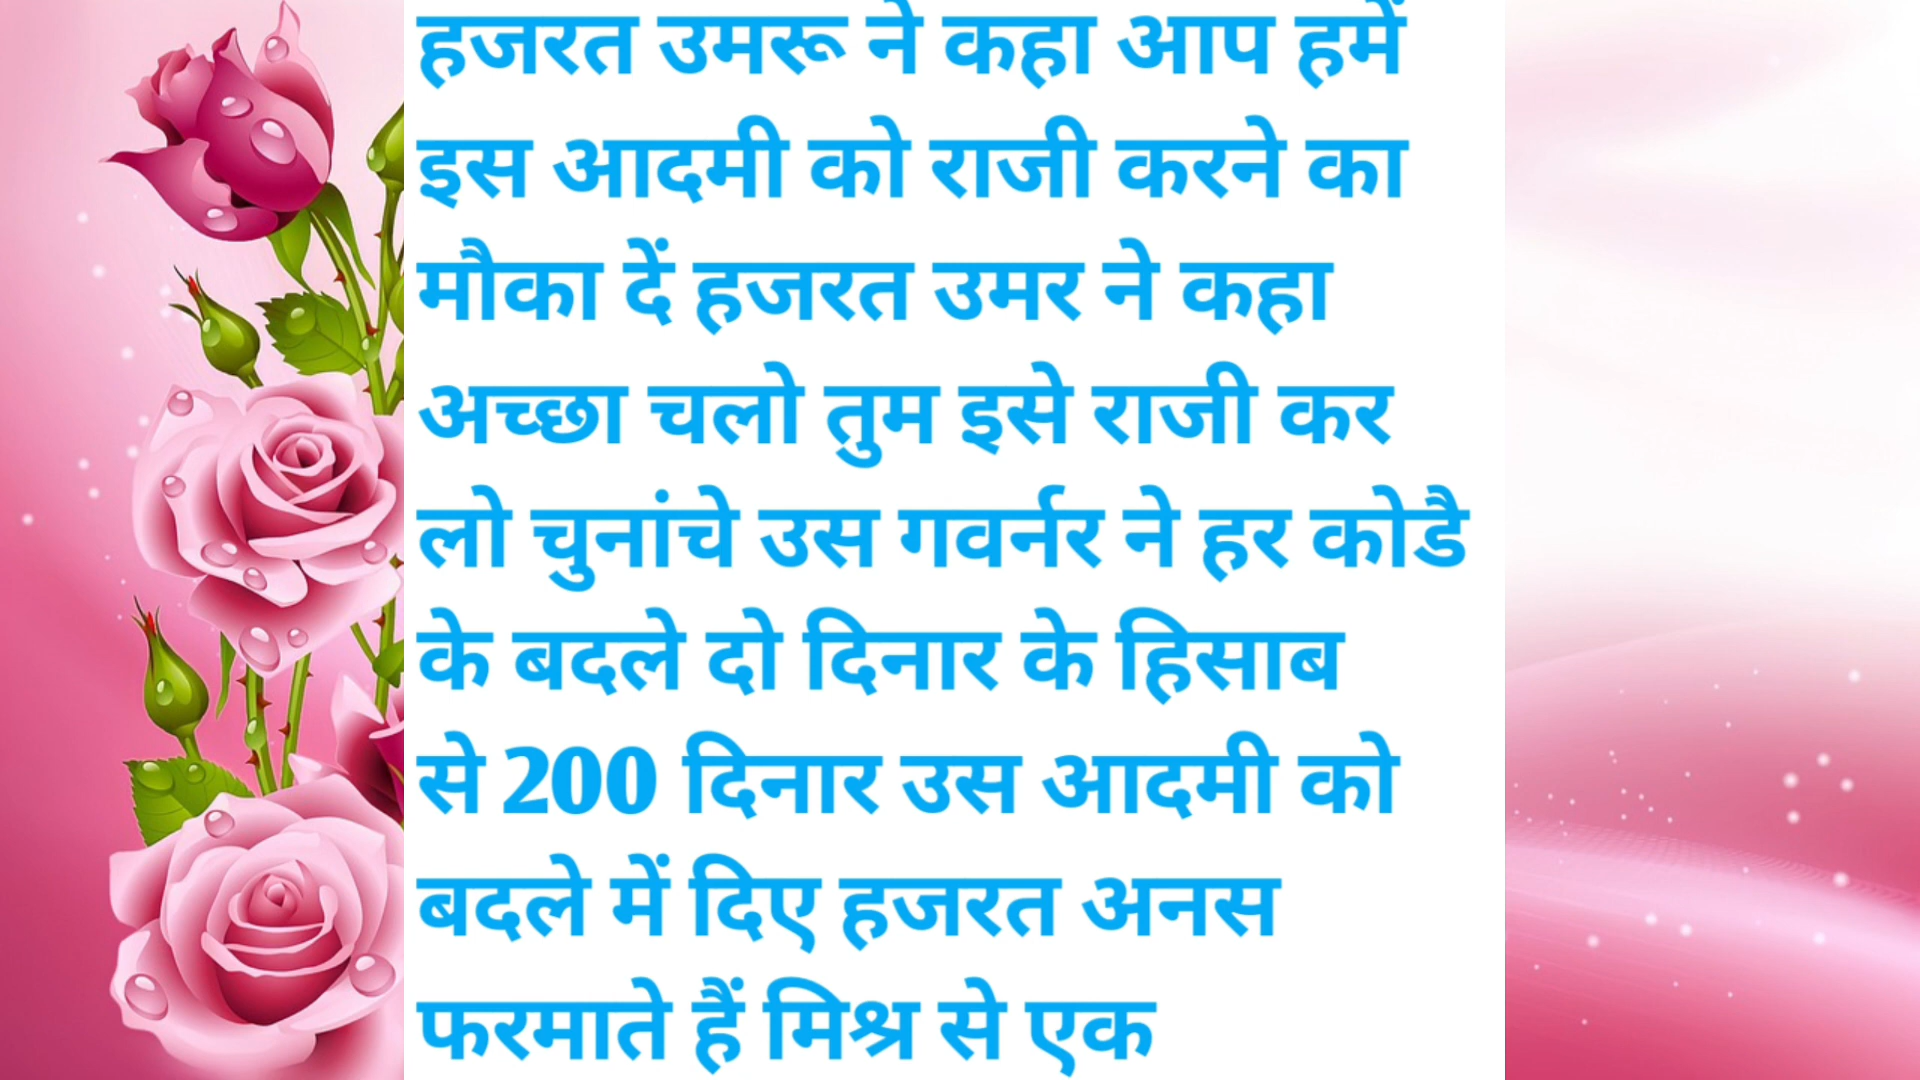 हजरत उमरू ने कहा आप हमें
इस आदमी को राजी करने का
मौका दें हजरत उमर ने कहा
अच्छा चलो तुम इसे राजी कर
लो चुनांचे उस गवर्नर ने हर कोडै
के बदले दो दिनार के हिसाब
से 200 दिनार उस आदमी को
बदले में दिए हजरत अनस
फरमाते हैं मिश्र से एक